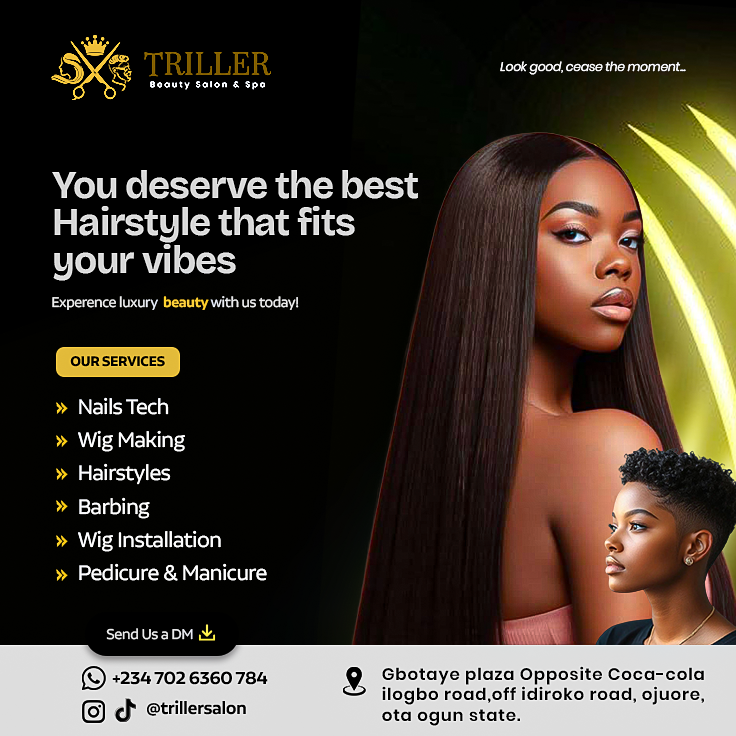 TRILLER
Beauty Salon & Spa
Look good, cease the moment...
You deserve the best
Hairstyle that fits
your vibes
Experence luxury beauty with us today!
OUR SERVICES
Nails Tech
Wig Making
Hairstyles
Barbing
Wig Installation
Pedicure & Manicure
Send Us a DM
+234 702 6360 784
@trillersalon
Gbotaye plaza Opposite Coca-cola
ilogbo road,off idiroko road, ojuore,
ota ogun state.